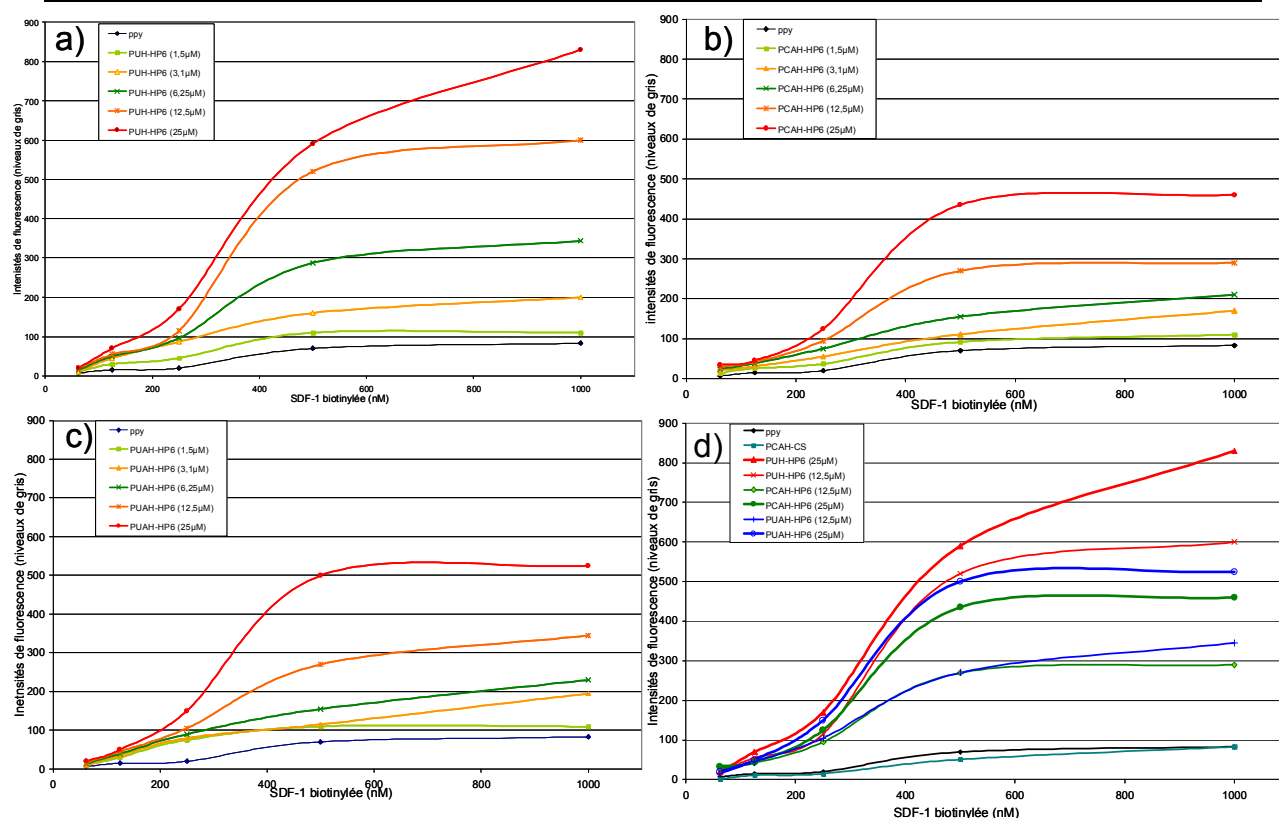 a)
ppy
PUH-HP6 (1,5µM)
PUH-HP6 (3,1µM)
PUH-HP6 (6,25µM)
PUH-HP6 (12,5µM)
PUH-HP6 (25µM)
Intenistés de fluorescence (niveaux de gris)
900
800
700
600
500
400
300
200
100
0
0
200
400
600
800
1000
SDF-1 biotinylée (nM)
b)
ppy
PCAH-HP6 (1,5µM)
PCAH-HP6 (3,1µM)
PCAH-HP6 (6,25µM)
PCAH-HP6 (12,5µM)
PCAH-HP6 (25µM)
intensités de fluorescence (niveaux de gris)
900
800
700
600
500
400
300
200
100
0
0
200
400
600
800
1000
SDF-1 biotinylée (nM)
c)
ppy
PUAH-HP6 (1,5µM)
PUAH-HP6 (3,1µM)
PUAH-HP6 (6,25µM)
PUAH-HP6 (12,5µM)
PUAH-HP6 (25µM)
Inetnsités de fluorescence (niveaux de gris)
900
800
700
600
500
400
300
200
100
0
0
200
400
600
800
1000
SDF-1 biotinylée (nM)
d)
ppy
PCAH-CS
PUH-HP6 (25µM)
PUH-HP6 (12,5µM)
PCAH-HP6 (12,5µM)
PCAH-HP6 (25µM)
PUAH-HP6 (12,5µM)
PUAH-HP6 (25µM)
Intensités de fluorescence (niveaux de gris)
900
800
700
600
500
400
300
200
100
0
0
200
400
600
800
1000
SDF-1 biotinylée (nM)